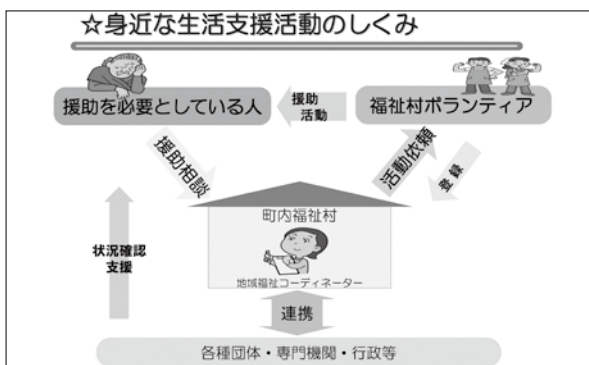 ☆身近な生活支援活動のしくみ
援助を必要としている人
援助
活動
福祉村ボランティア
援助相談
活動依頼
登録
町内福祉村
地域福祉コーディネーター
状況確認
支援
連携
各種団体・専門機関・行政等